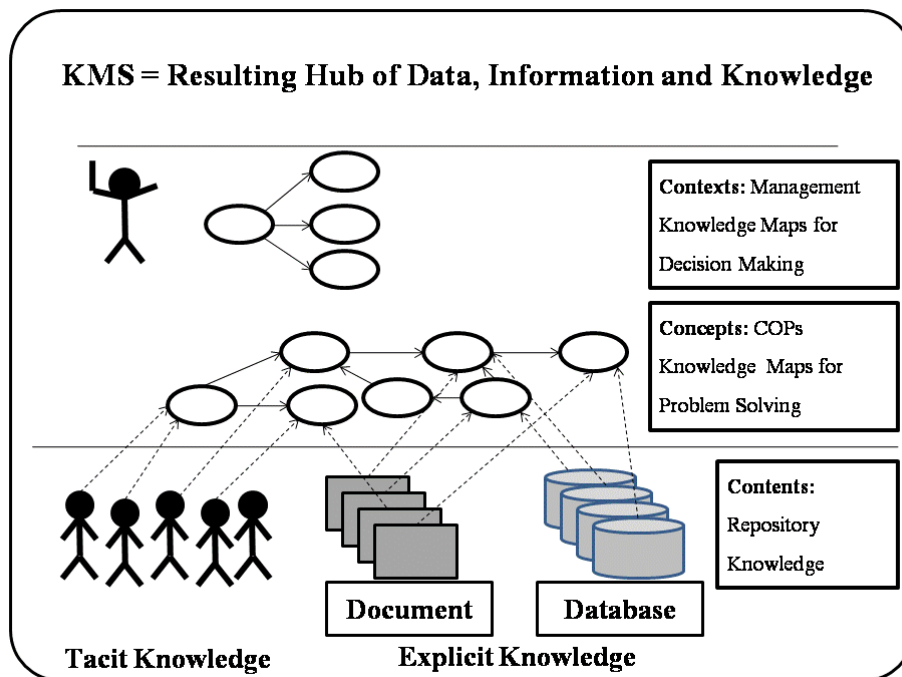 KMS = Resulting Hub of Data, Information and Knowledge
Contexts: Management
Knowledge Maps for
Decision Making
Concepts: COPs
Knowledge Maps for
Problem Solving
Contents:
Repository
Knowledge
Document
Database
Tacit Knowledge
Explicit Knowledge